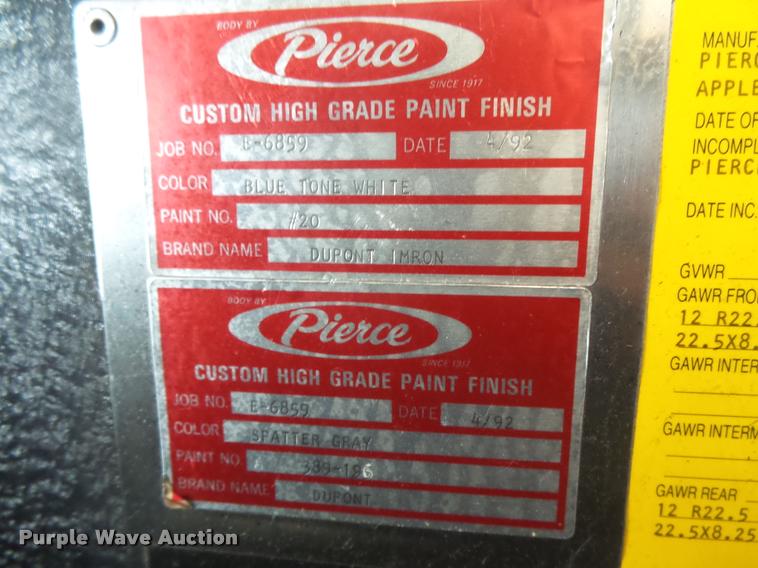 BODY BY
Pierce
SINCE 1917
CUSTOM HIGH GRADE PAINT FINISH
JOB NO. E-6859 DATE 4/92
COLOR BLUE TONE WHITE
PAINT NO. #20
BRAND NAME DUPONT IMRON
BODY BY
Pierce
SINCE 1917
CUSTOM HIGH GRADE PAINT FINISH
JOB NO. E-6859 DATE 4/92
COLOR SPATTER GRAY
PAINT NO. 389-196
BRAND NAME DUPONT
MANUF
PIERC
APPLE
DATE OF
INCOMPL
PIERCE
DATE INC.
GVWR
GAWR FRO
12 R22.
22.5X8.
GAWR INTER
GAWR INTERM
GAWR REAR
12 R22.5
22.5X8.25
Purple Wave Auction